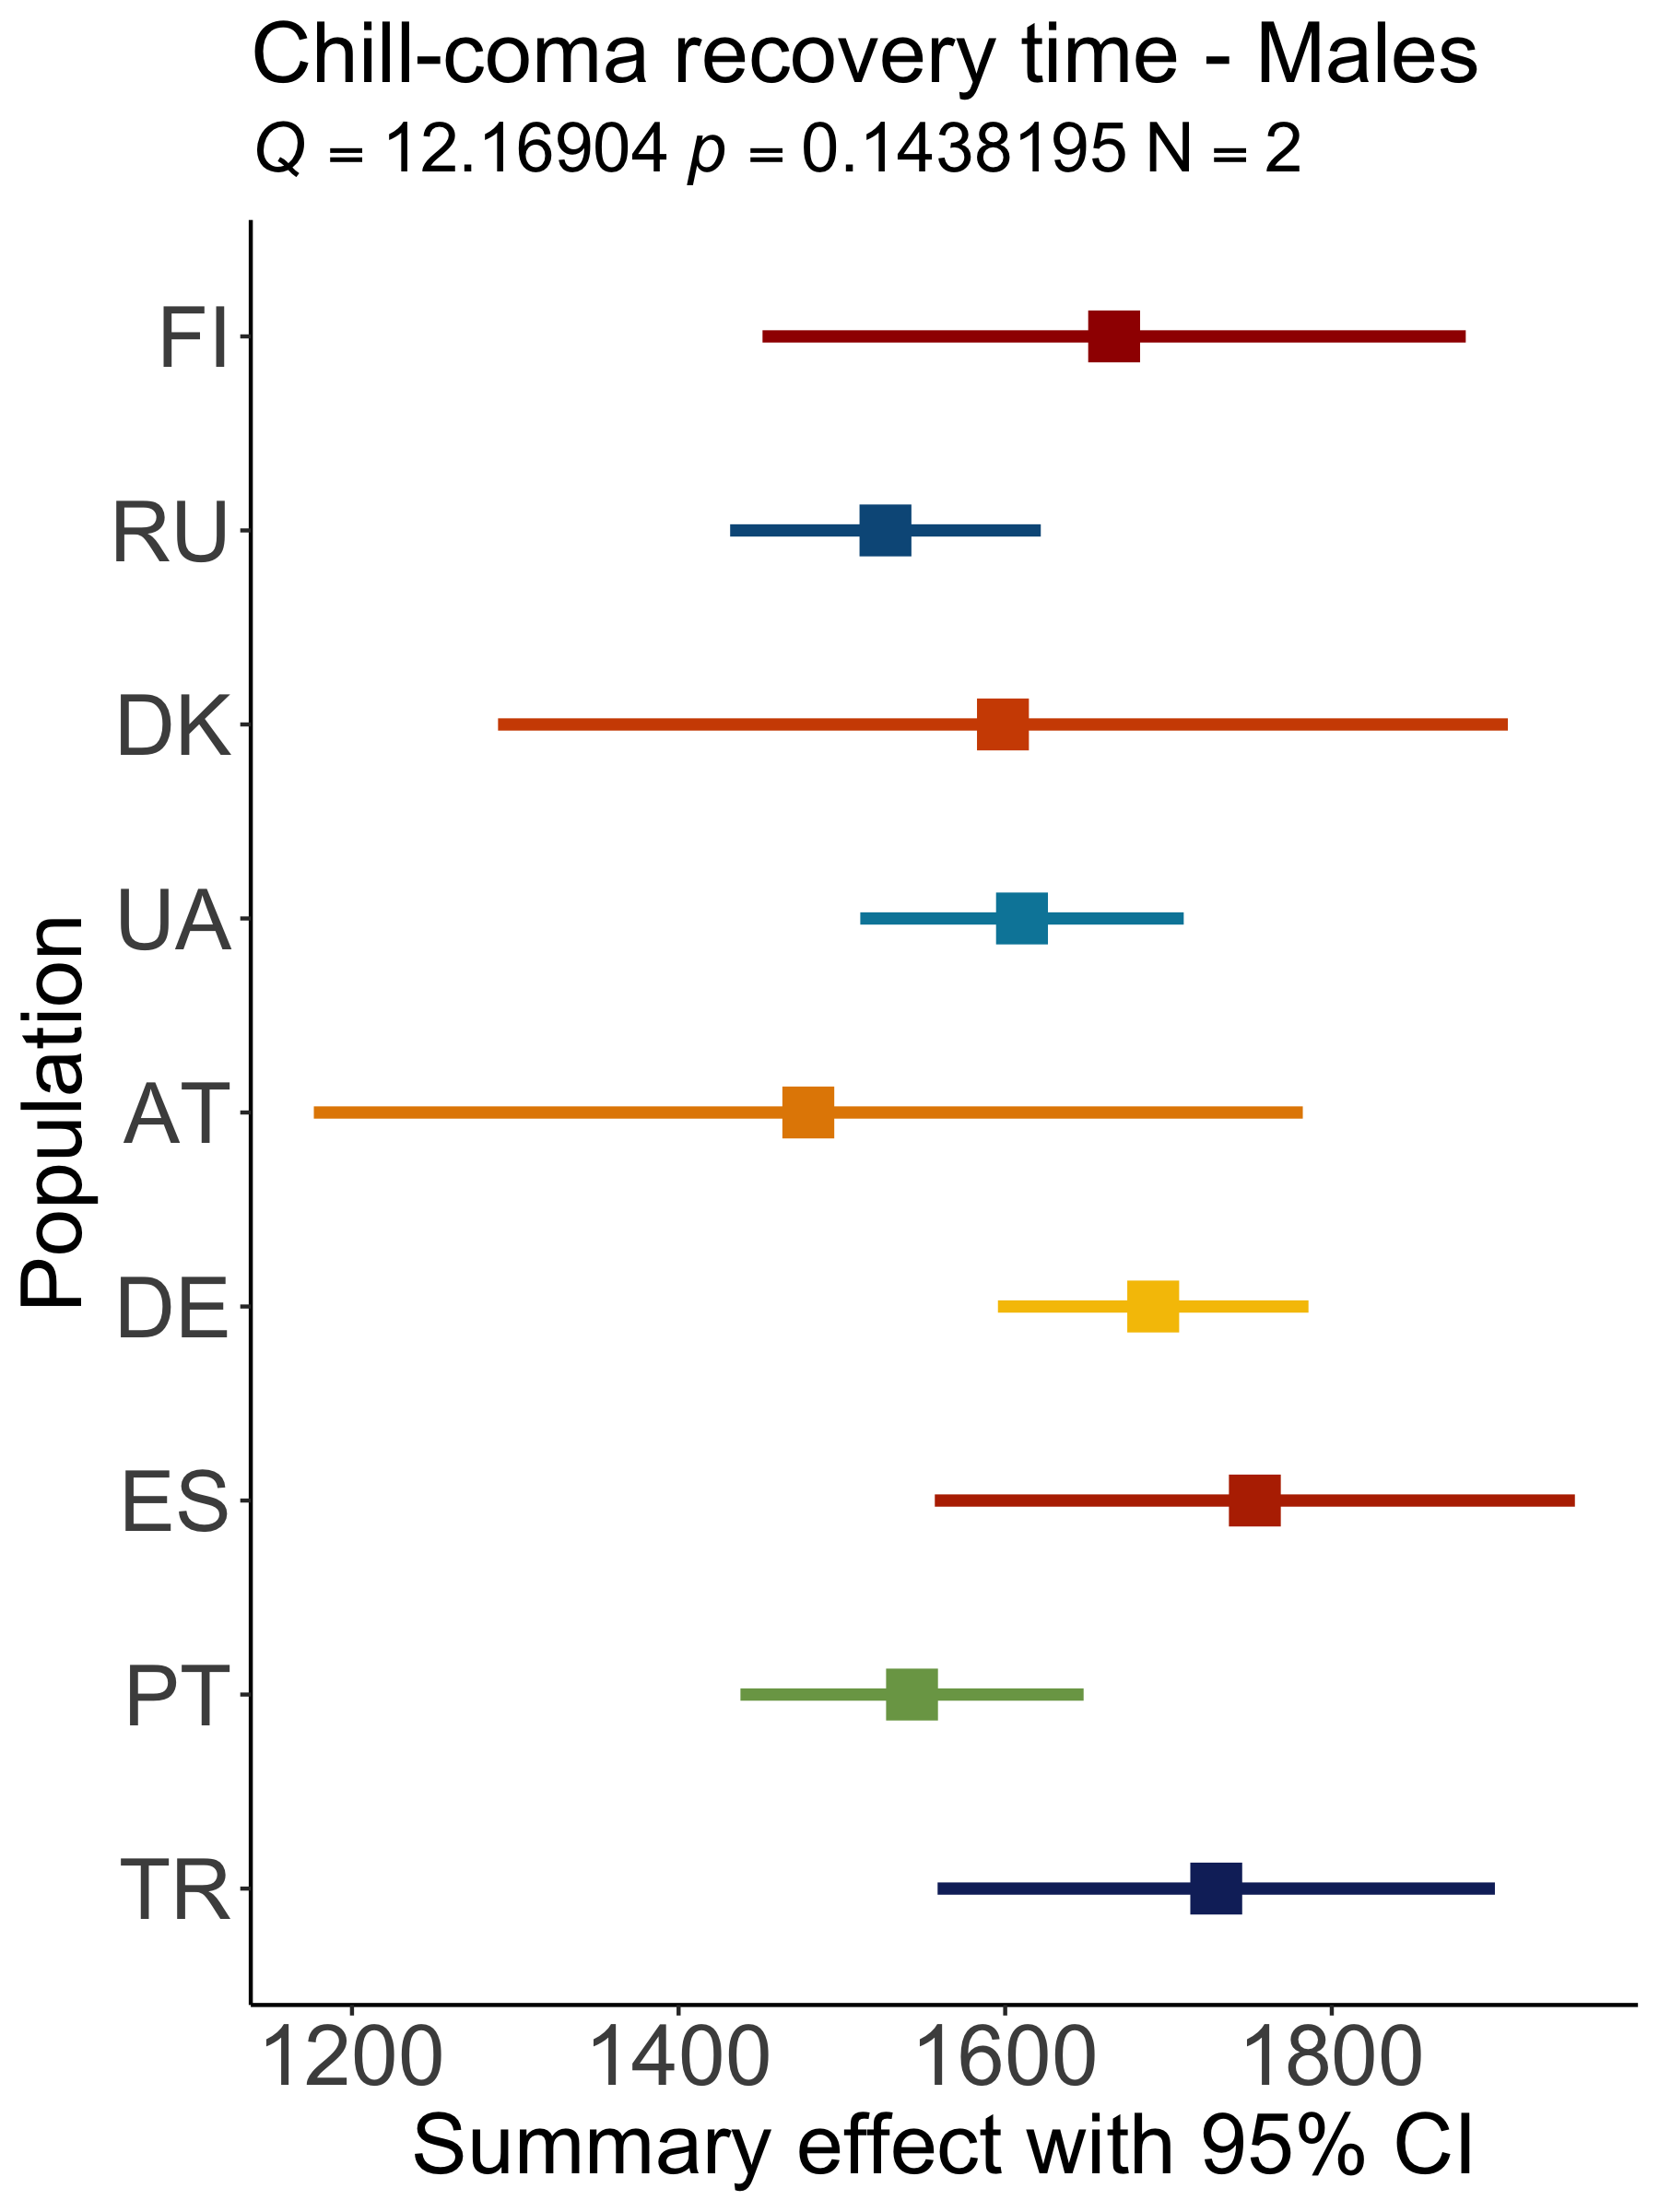 Chill-coma recovery time - Males
Q = 12.16904 p = 0.1438195 N = 2
Population
FI
RU
DK
UA
AT
DE
ES
PT
TR
1200 1400 1600 1800
Summary effect with 95% CI